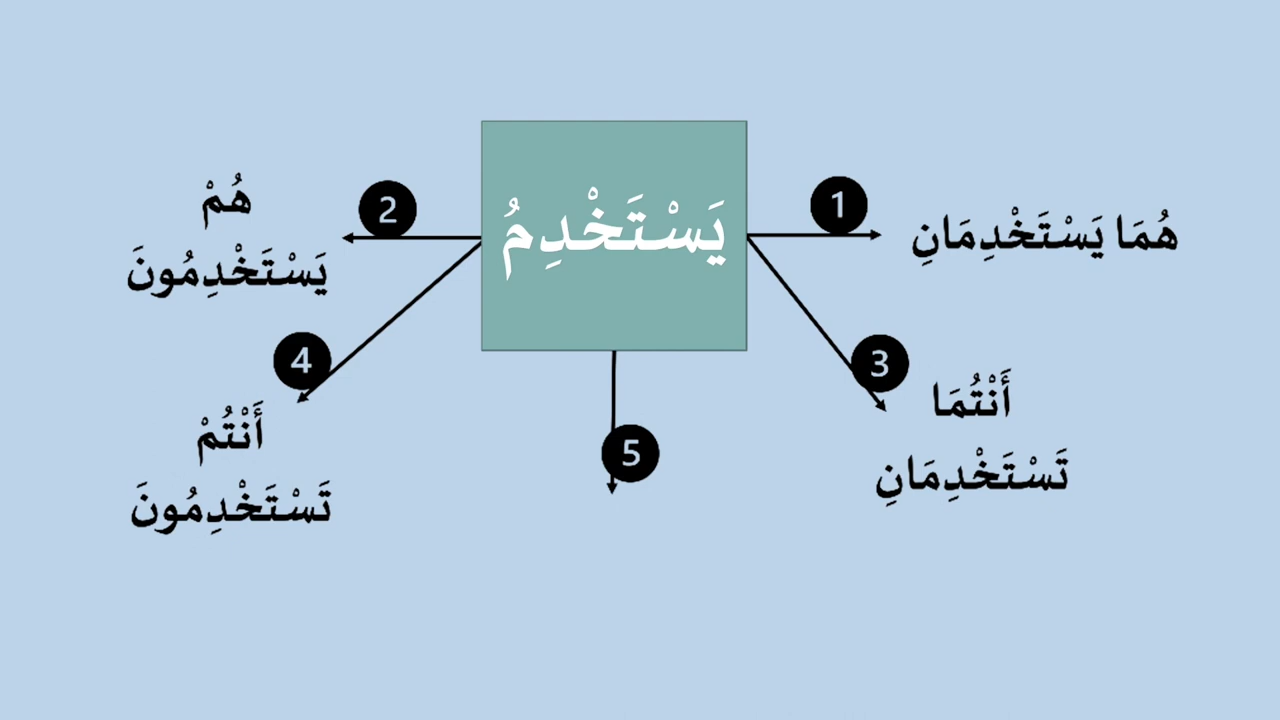 يَسْتَخْدِمُ
1
هُمَا يَسْتَخْدِمَانِ
2
هُمْ
يَسْتَخْدِمُونَ
3
أَنْتُمَا
تَسْتَخْدِمَانِ
4
أَنْتُمْ
تَسْتَخْدِمُونَ
5